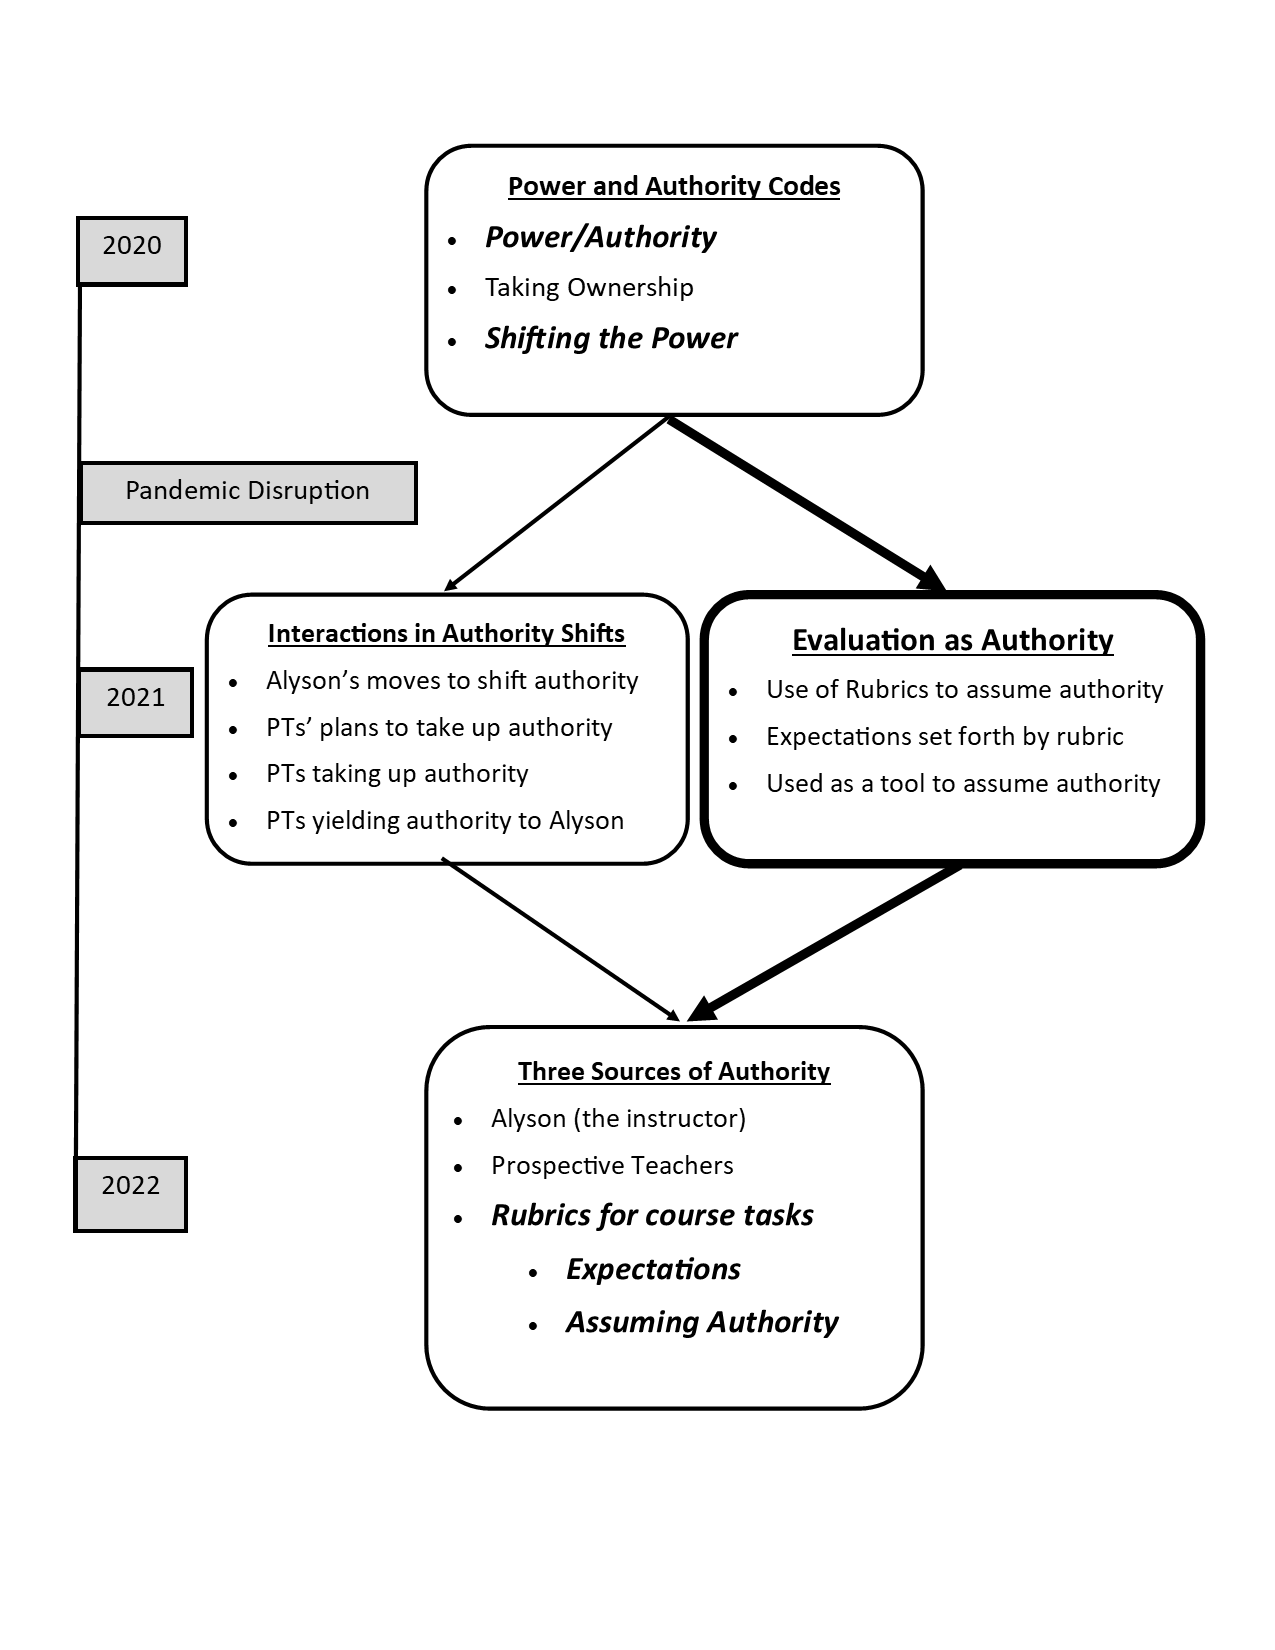 Power and Authority Codes
• Power/Authority
• Taking Ownership
• Shifting the Power
2020
Pandemic Disruption
2021
Interactions in Authority Shifts
• Alyson’s moves to shift authority
• PTs’ plans to take up authority
• PTs taking up authority
• PTs yielding authority to Alyson
Evaluation as Authority
• Use of Rubrics to assume authority
• Expectations set forth by rubric
• Used as a tool to assume authority
2022
Three Sources of Authority
• Alyson (the instructor)
• Prospective Teachers
• Rubrics for course tasks
• Expectations
• Assuming Authority